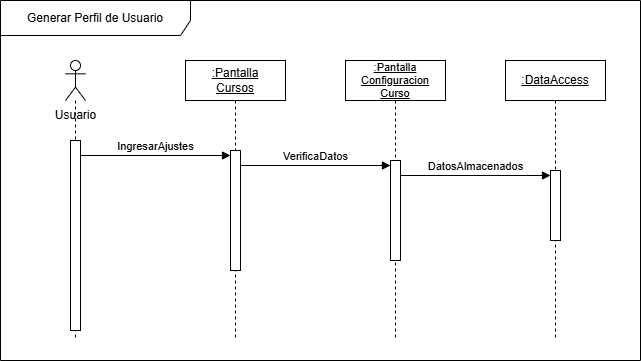 Generar Perfil de Usuario
Usuario
:Pantalla
Cursos
:Pantalla
Configuracion
Curso
:DataAccess
IngresarAjustes
VerificaDatos
DatosAlmacenados